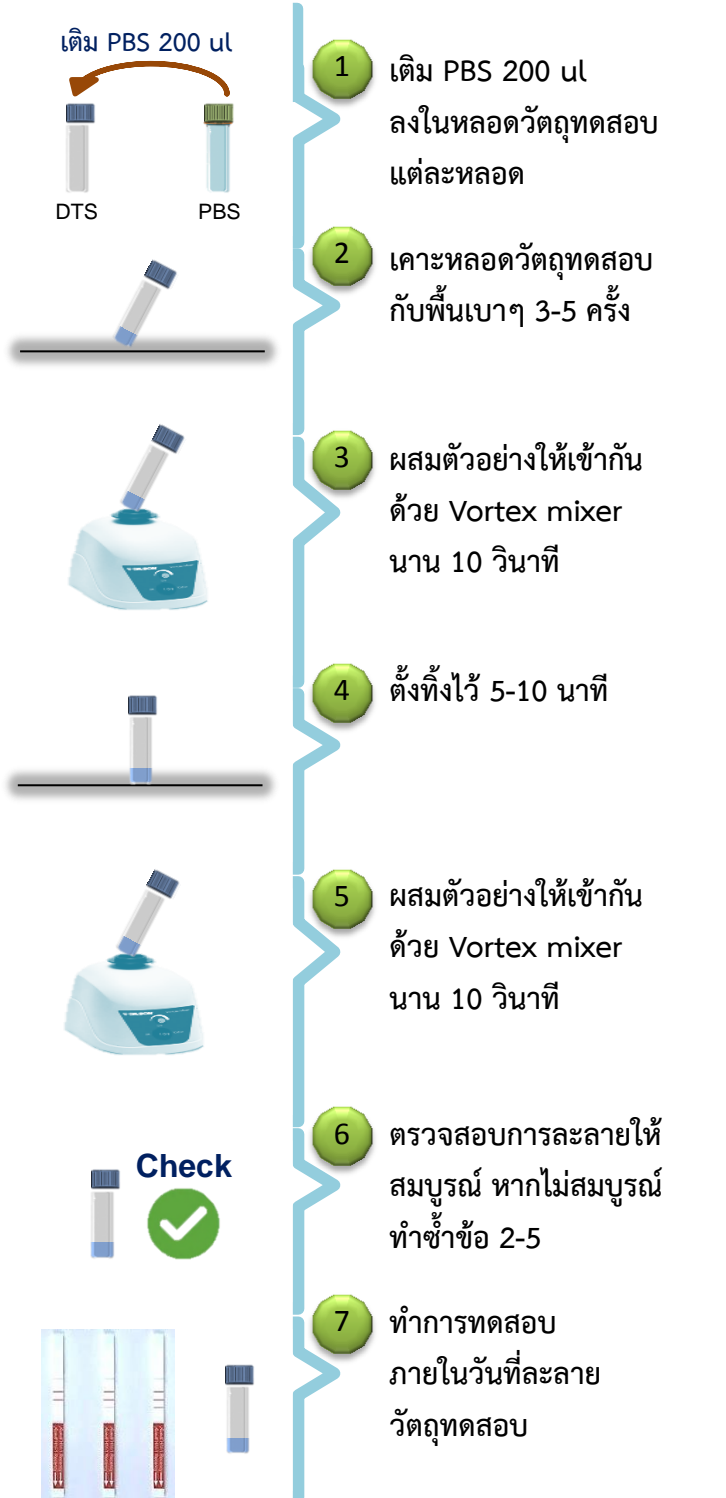 เติม PBS 200 ul
DTS
PBS
1
เติม PBS 200 ul
ลงในหลอดวัตถุทดสอบ
แต่ละหลอด
2
เคาะหลอดวัตถุทดสอบ
กับพื้นเบาๆ 3-5 ครั้ง
3
ผสมตัวอย่างให้เข้ากัน
ด้วย Vortex mixer
นาน 10 วินาที
4
ตั้งทิ้งไว้ 5-10 นาที
5
ผสมตัวอย่างให้เข้ากัน
ด้วย Vortex mixer
นาน 10 วินาที
Check
6
ตรวจสอบการละลายให้
สมบูรณ์ หากไม่สมบูรณ์
ทำซ้ำข้อ 2-5
7
ทำการทดสอบ
ภายในวันที่ละลาย
วัตถุทดสอบ